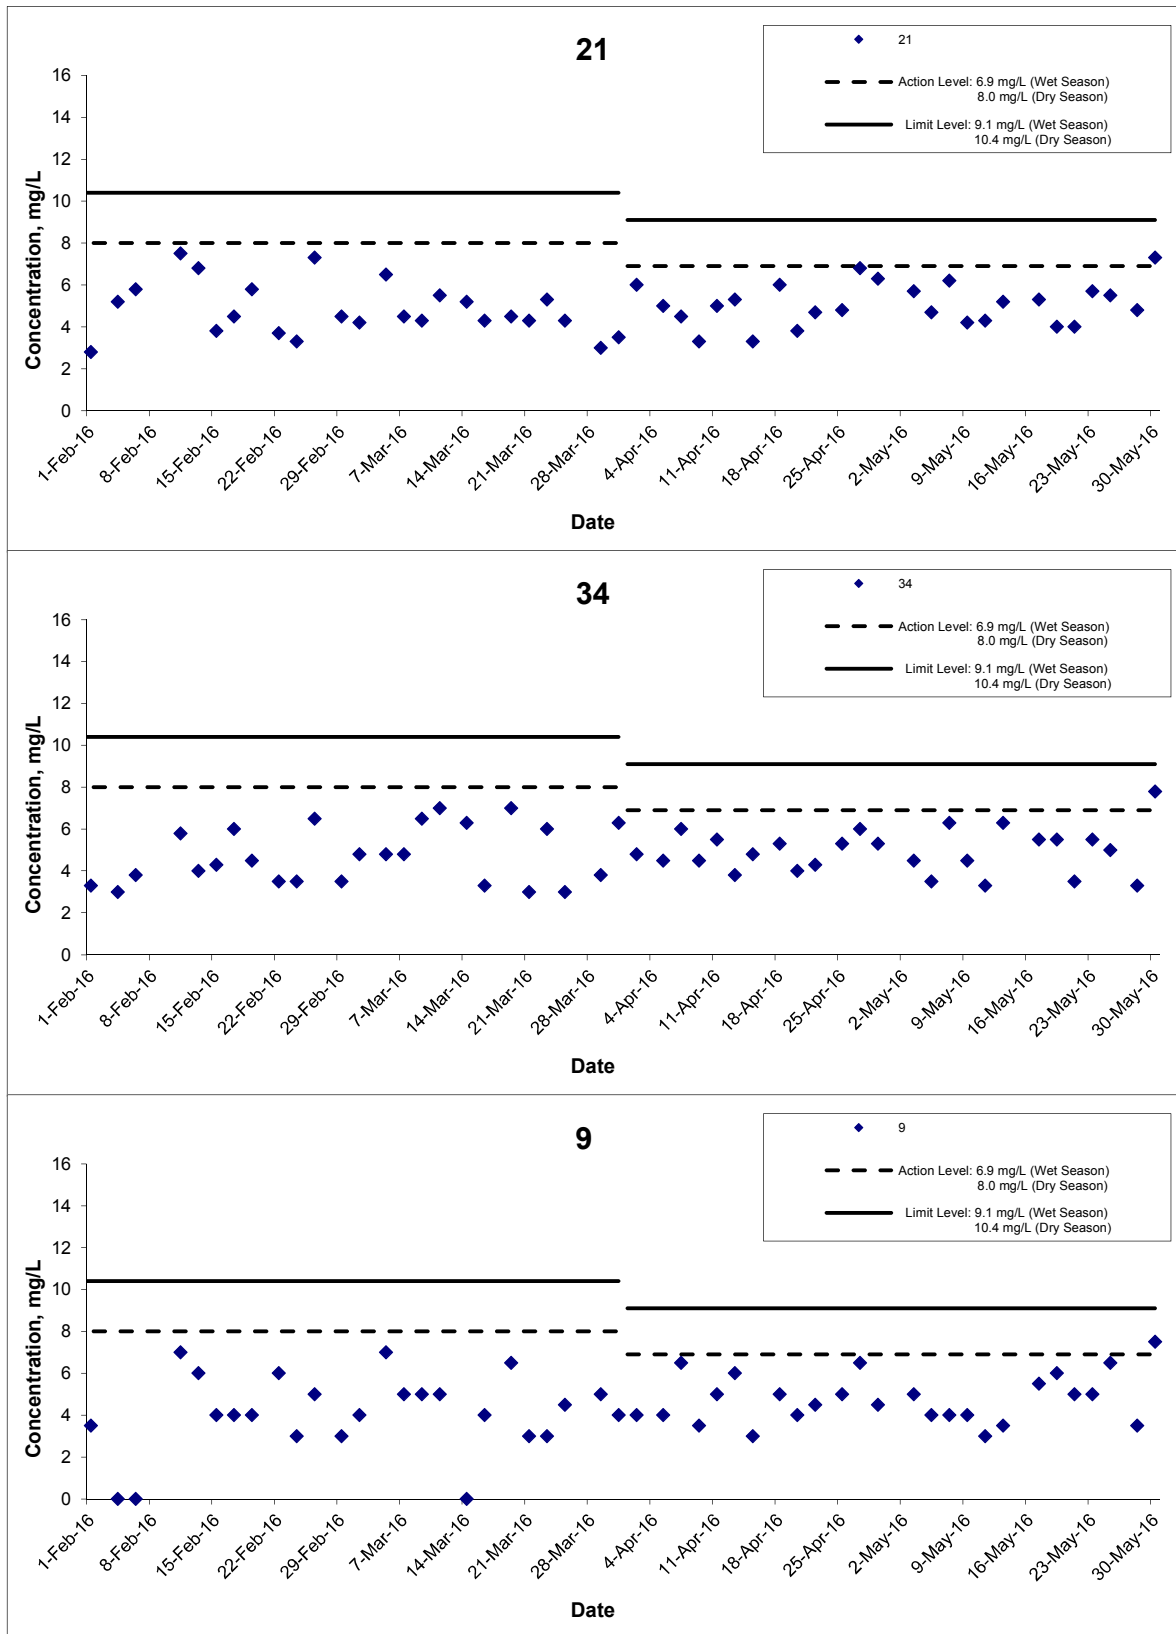 21
21
Action Level: 6.9 mg/L (Wet Season)
8.0 mg/L (Dry Season)
Limit Level: 9.1 mg/L (Wet Season)
10.4 mg/L (Dry Season)
Concentration, mg/L
16
14
12
10
8
6
4
2
0
1-Feb-16
8-Feb-16
15-Feb-16
22-Feb-16
29-Feb-16
7-Mar-16
14-Mar-16
21-Mar-16
28-Mar-16
4-Apr-16
11-Apr-16
18-Apr-16
25-Apr-16
2-May-16
9-May-16
16-May-16
23-May-16
30-May-16
Date
34
34
Action Level: 6.9 mg/L (Wet Season)
8.0 mg/L (Dry Season)
Limit Level: 9.1 mg/L (Wet Season)
10.4 mg/L (Dry Season)
Concentration, mg/L
16
14
12
10
8
6
4
2
0
1-Feb-16
8-Feb-16
15-Feb-16
22-Feb-16
29-Feb-16
7-Mar-16
14-Mar-16
21-Mar-16
28-Mar-16
4-Apr-16
11-Apr-16
18-Apr-16
25-Apr-16
2-May-16
9-May-16
16-May-16
23-May-16
30-May-16
Date
9
9
Action Level: 6.9 mg/L (Wet Season)
8.0 mg/L (Dry Season)
Limit Level: 9.1 mg/L (Wet Season)
10.4 mg/L (Dry Season)
Concentration, mg/L
16
14
12
10
8
6
4
2
0
1-Feb-16
8-Feb-16
15-Feb-16
22-Feb-16
29-Feb-16
7-Mar-16
14-Mar-16
21-Mar-16
28-Mar-16
4-Apr-16
11-Apr-16
18-Apr-16
25-Apr-16
2-May-16
9-May-16
16-May-16
23-May-16
30-May-16
Date